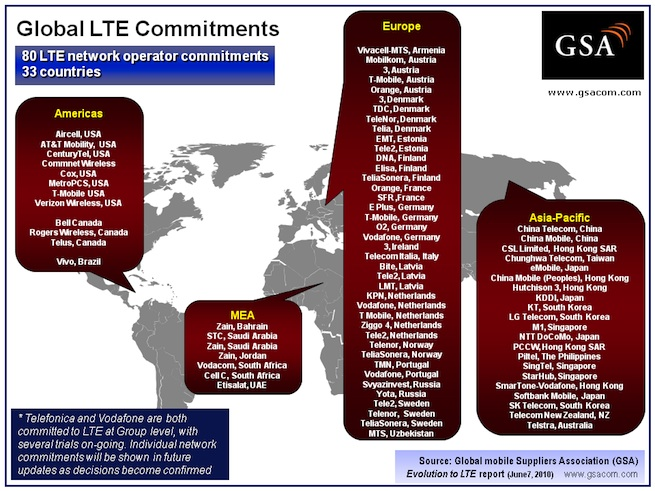 Global LTE Commitments
80 LTE network operator commitments
33 countries
GSA
www.gsacom.com
Americas
Aircell, USA
AT&T Mobility, USA
CenturyTel, USA
Commnet Wireless
Cox, USA
MetroPCS, USA
T-Mobile USA
Verizon Wireless, USA
Bell Canada
Rogers Wireless, Canada
Telus, Canada
Vivo, Brazil
MEA
Zain, Bahrain
STC, Saudi Arabia
Zain, Saudi Arabia
Zain, Jordan
Vodacom, South Africa
Cell C, South Africa
Etisalat, UAE
Europe
Vivacell-MTS, Armenia
Mobilkom, Austria
3, Austria
T-Mobile, Austria
Orange, Austria
3, Denmark
TDC, Denmark
TeleNor, Denmark
Telia, Denmark
EMT, Estonia
Tele2, Estonia
DNA, Finland
Elisa, Finland
TeliaSonera, Finland
Orange, France
SFR ,France
E Plus, Germany
T-Mobile, Germany
O2, Germany
Vodafone, Germany
3, Ireland
Telecom Italia, Italy
Bite, Latvia
Tele2, Latvia
LMT, Latvia
KPN, Netherlands
Vodafone, Netherlands
T Mobile, Netherlands
Ziggo 4, Netherlands
Tele2, Netherlands
Telenor, Norway
TeliaSonera, Norway
TMN, Portugal
Vodafone, Portugal
Svyazinvest, Russia
Yota, Russia
Tele2, Sweden
Telenor, Sweden
TeliaSonera, Sweden
MTS, Uzbekistan
Asia-Pacific
China Telecom, China
China Mobile, China
CSL Limited, Hong Kong SAR
Chunghwa Telecom, Taiwan
eMobile, Japan
China Mobile (Peoples), Hong Kong
Hutchison 3, Hong Kong
KDDI, Japan
KT, South Korea
LG Telecom, South Korea
M1, Singapore
NTT DoCoMo, Japan
PCCW, Hong Kong SAR
Piltel, The Philippines
SingTel, Singapore
StarHub, Singapore
SmarTone-Vodafone, Hong Kong
Softbank Mobile, Japan
SK Telecom, South Korea
Telecom New Zealand, NZ
Telstra, Australia
* Telefonica and Vodafone are both
committed to LTE at Group level, with
several trials on-going. Individual network
commitments will be shown in future
updates as decisions become confirmed
Source: Global mobile Suppliers Association (GSA)
Evolution to LTE report (June7, 2010) www.gsacom.com